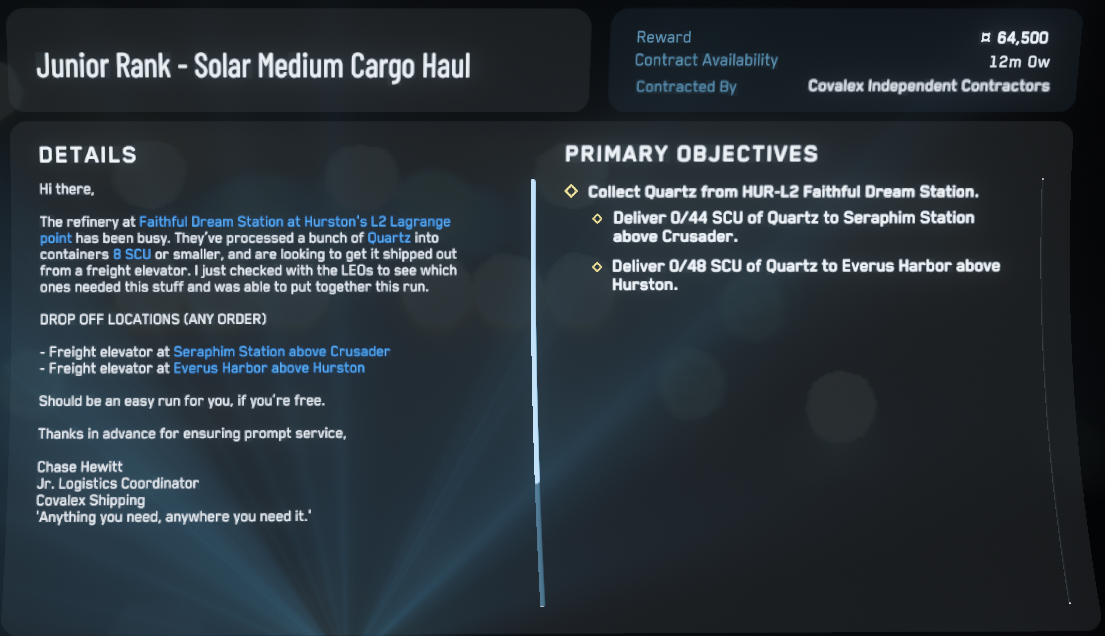 Junior Rank - Solar Medium Cargo Haul
Reward ¤ 64,500
Contract Availability 12m 0w
Contracted By Covalex Independent Contractors
DETAILS
Hi there,
The refinery at Faithful Dream Station at Hurston's L2 Lagrange
point has been busy. They've processed a bunch of Quartz into
containers 8 SCU or smaller, and are looking to get it shipped out
from a freight elevator. I just checked with the LEOs to see which
ones needed this stuff and was able to put together this run.
DROP OFF LOCATIONS (ANY ORDER)
- Freight elevator at Seraphim Station above Crusader
- Freight elevator at Everus Harbor above Hurston
Should be an easy run for you, if you're free.
Thanks in advance for ensuring prompt service,
Chase Hewitt
Jr. Logistics Coordinator
Covalex Shipping
'Anything you need, anywhere you need it.'
PRIMARY OBJECTIVES
Collect Quartz from HUR-L2 Faithful Dream Station.
Deliver 0/44 SCU of Quartz to Seraphim Station
above Crusader.
Deliver 0/48 SCU of Quartz to Everus Harbor above
Hurston.